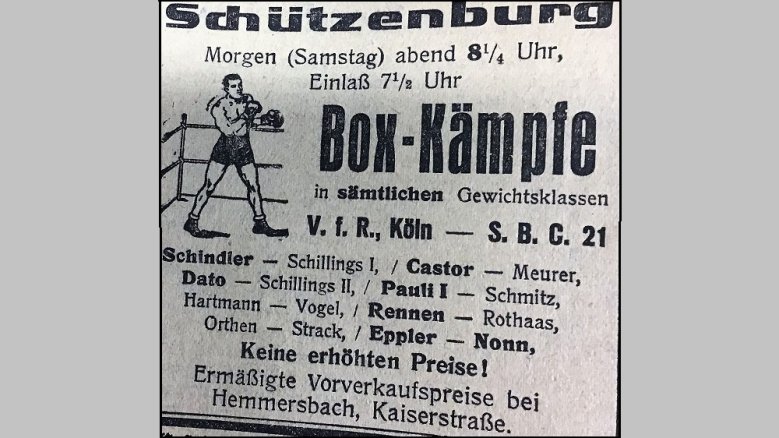 Schützenburg
Morgen (Samstag) abend 8¼ Uhr,
Einlaß 7½ Uhr
Box-Kämpfe
in sämtlichen Gewichtsklassen
V. f. R., Köln — S. B. C. 21
Schindler — Schillings I, / Castor — Meurer,
Dato — Schillings II, / Pauli I — Schmitz,
Hartmann — Vogel, / Rennen — Rothaas,
Orthen — Strack, / Eppler — Nonn,
Keine erhöhten Preise!
Ermäßigte Vorverkaufspreise bei
Hemmersbach, Kaiserstraße.